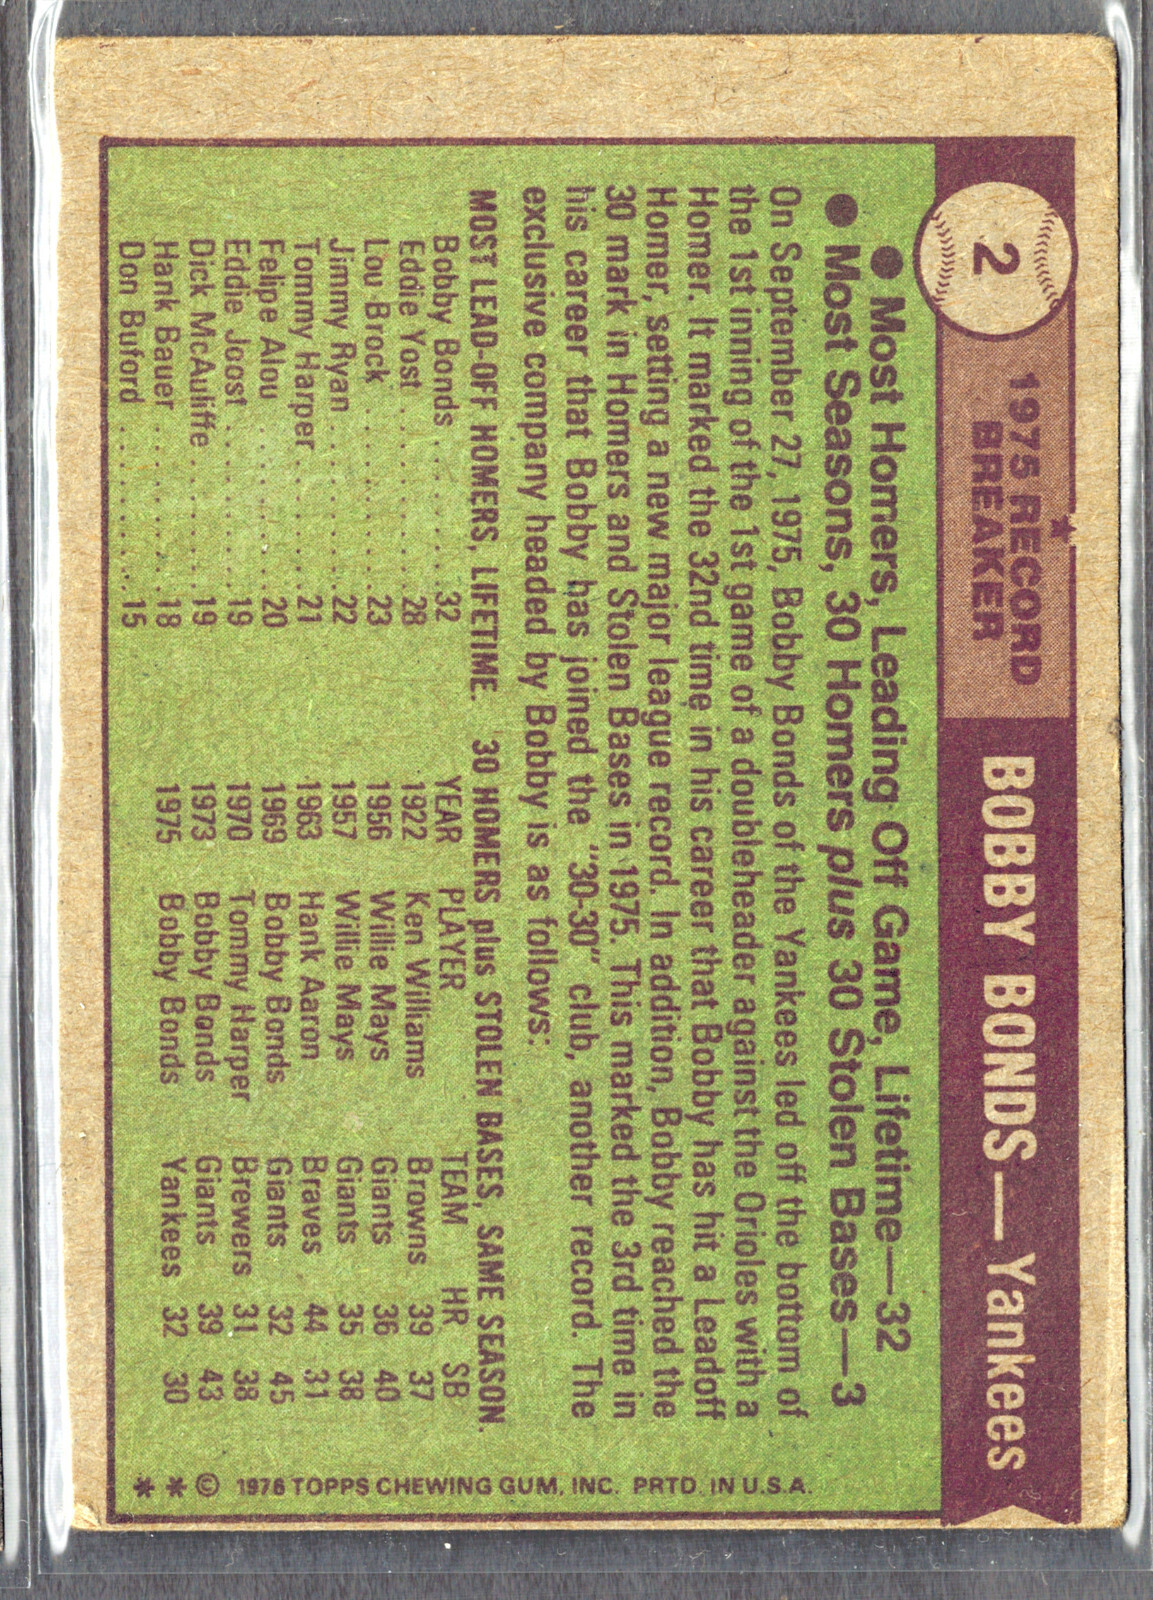 2
1975 RECORD
BREAKER
BOBBY BONDS—Yankees
● Most Homers, Leading Off Game, Lifetime—32
● Most Seasons, 30 Homers plus 30 Stolen Bases—3
On September 27, 1975, Bobby Bonds of the Yankees led off the bottom of
the 1st inning of the 1st game of a doubleheader against the Orioles with a
Homer. It marked the 32nd time in his career that Bobby has hit a Leadoff
Homer, setting a new major league record. In addition, Bobby reached the
30 mark in Homers and Stolen Bases in 1975. This marked the 3rd time in
his career that Bobby has joined the "30-30" club, another record. The
exclusive company headed by Bobby is as follows:
MOST LEAD-OFF HOMERS, LIFETIME.
Bobby Bonds ........ 32
Eddie Yost ........ 28
Lou Brock ........ 23
Jimmy Ryan ........ 22
Tommy Harper ........ 21
Felipe Alou ........ 20
Eddie Joost ........ 19
Dick McAuliffe ........ 19
Hank Bauer ........ 18
Don Buford ........ 15
30 HOMERS plus STOLEN BASES, SAME SEASON.
YEAR PLAYER TEAM HR SB
1922 Ken Williams Browns 39 37
1956 Willie Mays Giants 36 40
1957 Willie Mays Giants 35 38
1963 Hank Aaron Braves 44 31
1969 Bobby Bonds Giants 32 45
1970 Tommy Harper Brewers 31 38
1973 Bobby Bonds Giants 39 43
1975 Bobby Bonds Yankees 32 30
* * © 1976 TOPPS CHEWING GUM, INC. PRTD. IN U.S.A.